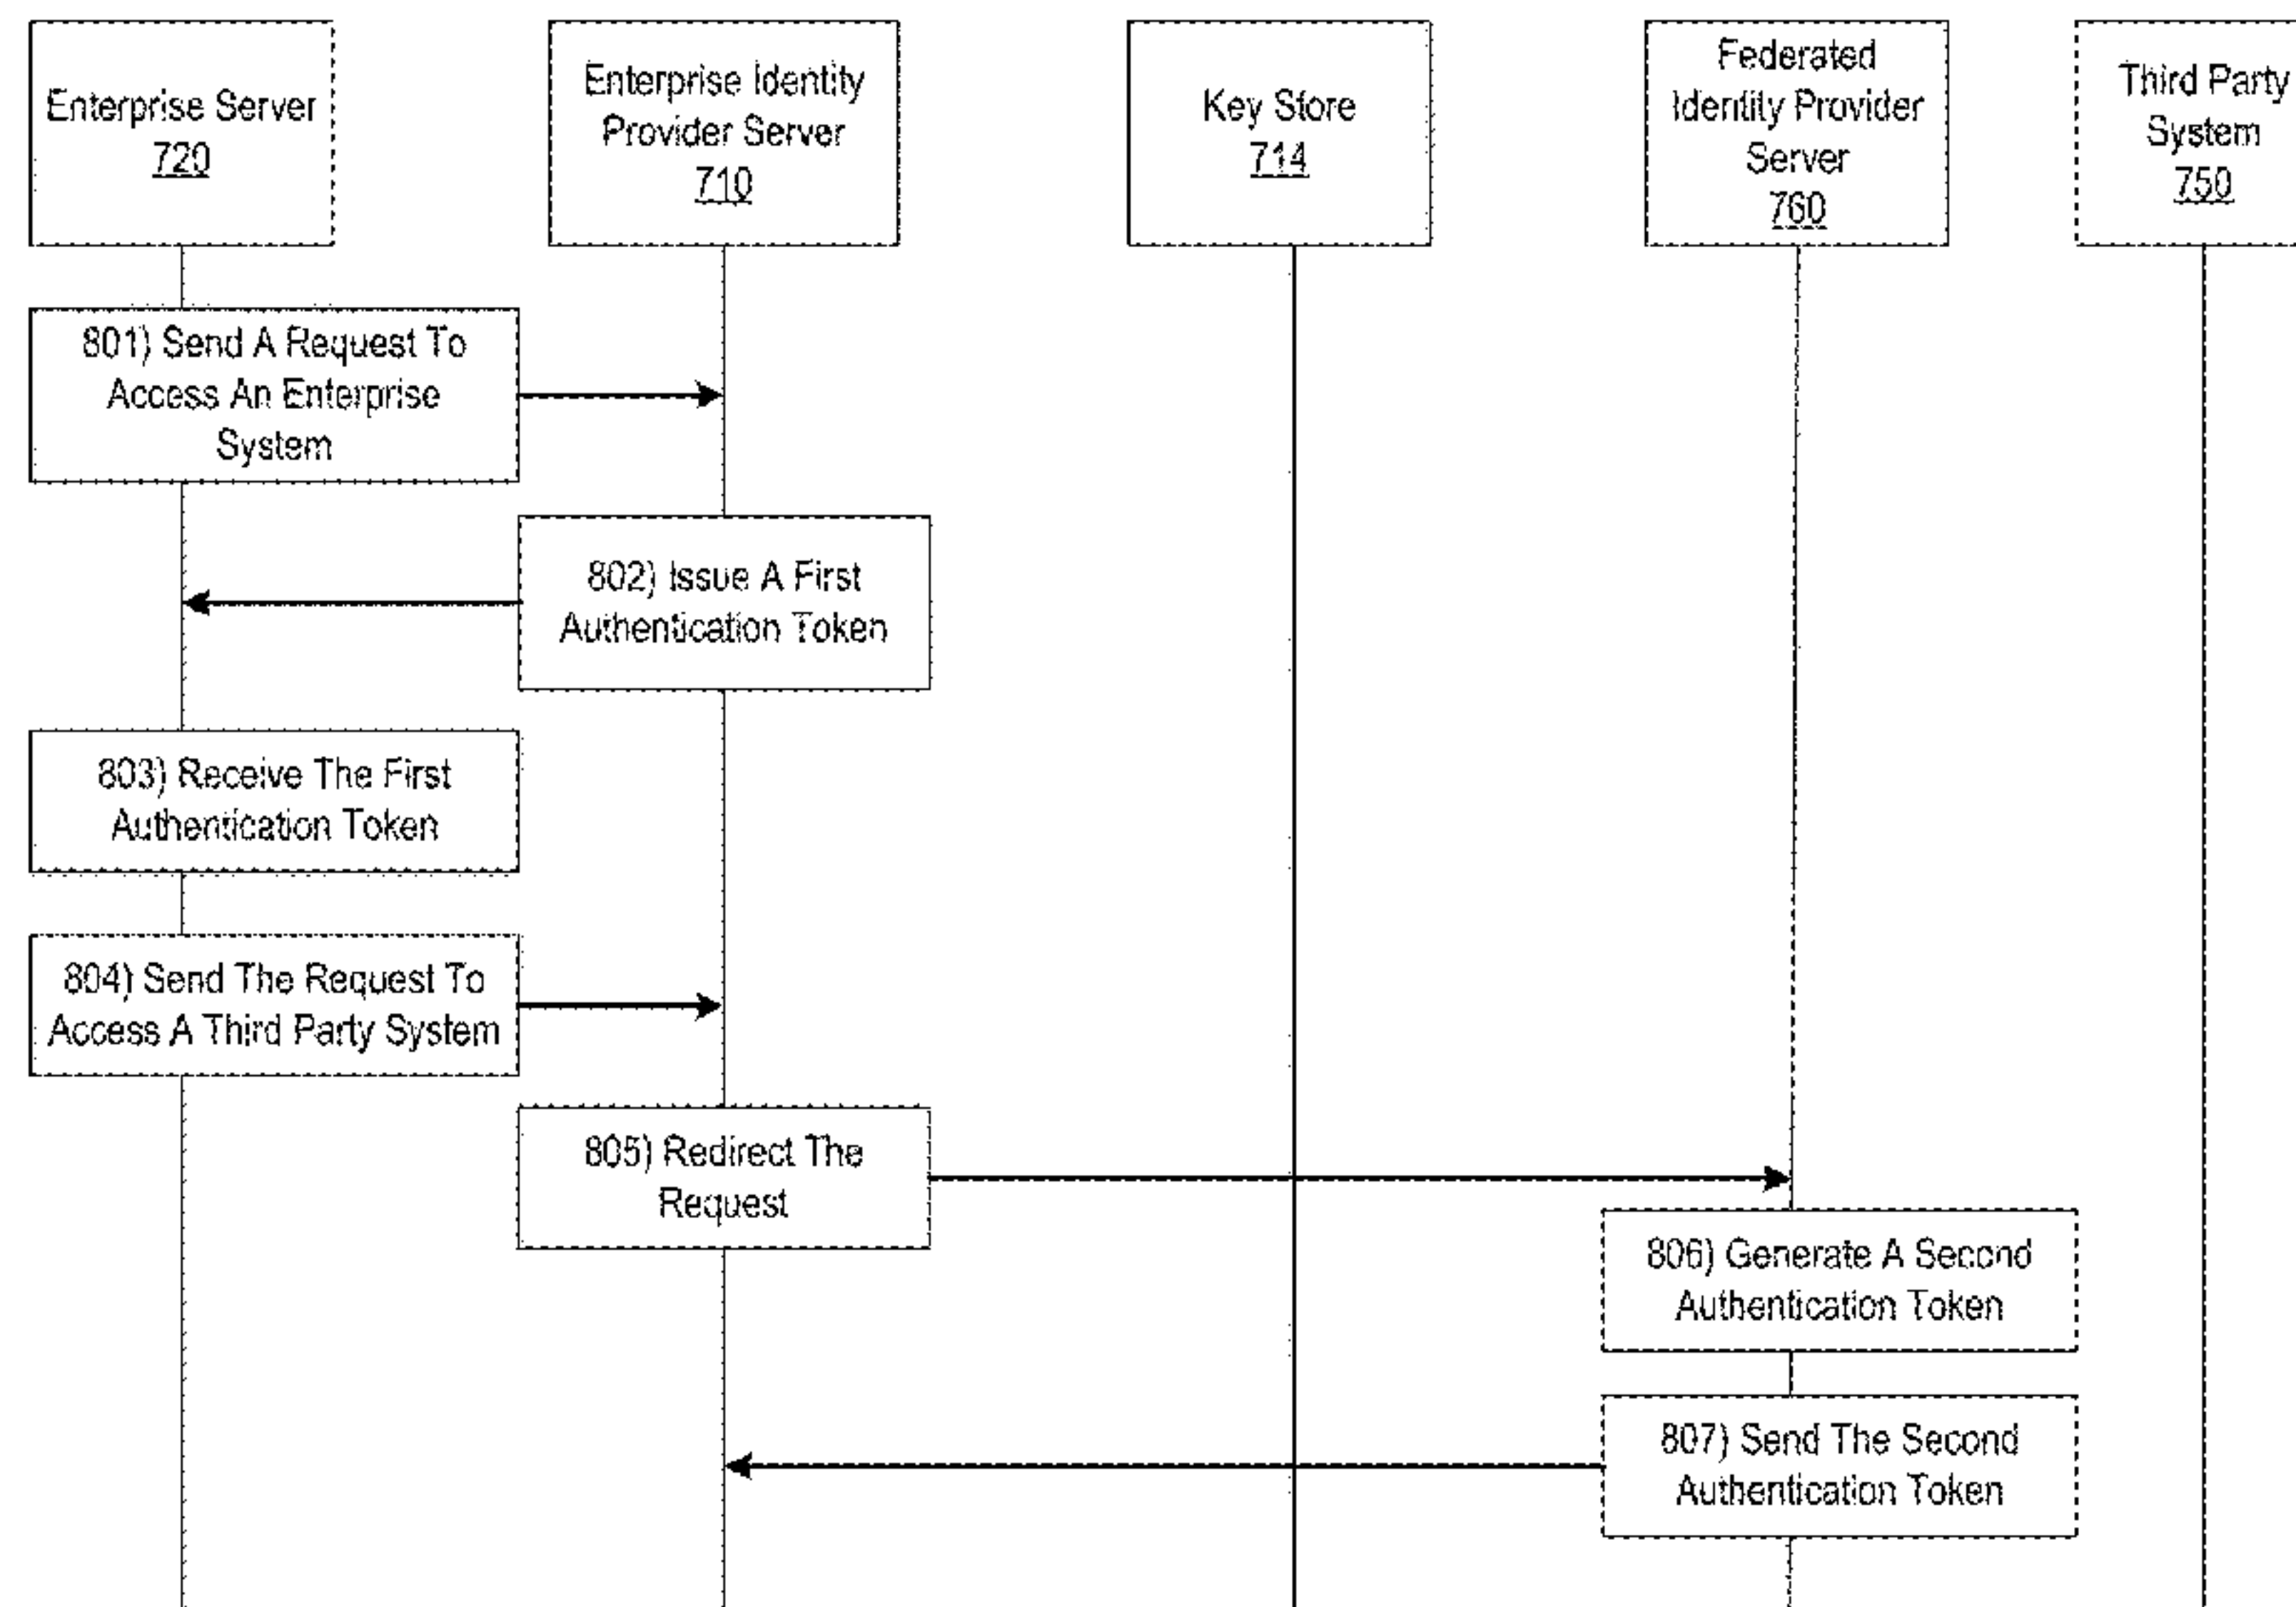 Enterprise Server
720
Enterprise Identity
Provider Server
710
Key Store
714
Federated
Identity Provider
Server
760
Third Party
System
750
801) Send A Request To
Access An Enterprise
System
802) Issue A First
Authentication Token
803) Receive The First
Authentication Token
804) Send The Request To
Access A Third Party System
805) Redirect The
Request
806) Generate A Second
Authentication Token
807) Send The Second
Authentication Token